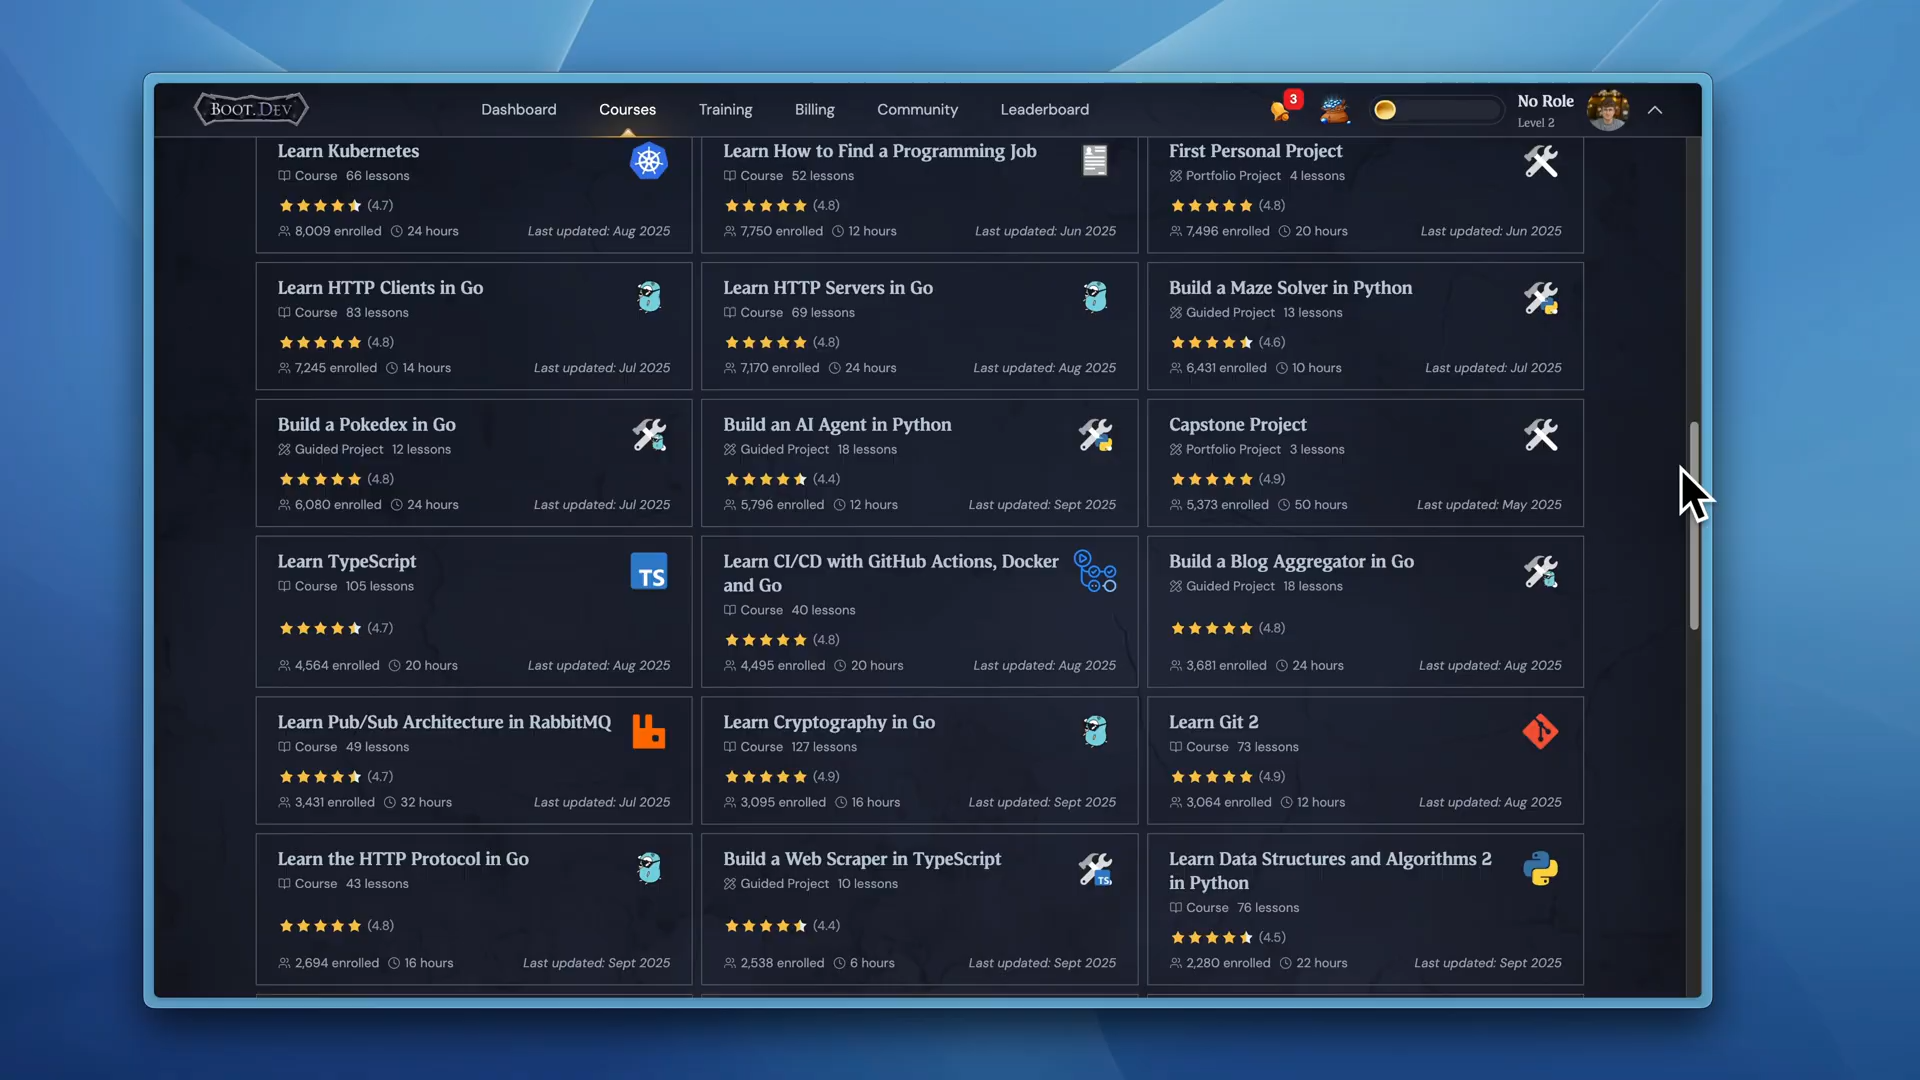 BOOT.DEV
Dashboard
Courses
Training
Billing
Community
Leaderboard
3
No Role
Level 2
Learn Kubernetes
Course 66 lessons
(4.7)
8,009 enrolled 24 hours Last updated: Aug 2025
Learn How to Find a Programming Job
Course 52 lessons
(4.8)
7,750 enrolled 12 hours Last updated: Jun 2025
First Personal Project
Portfolio Project 4 lessons
(4.8)
7,496 enrolled 20 hours Last updated: Jun 2025
Learn HTTP Clients in Go
Course 83 lessons
(4.8)
7,245 enrolled 14 hours Last updated: Jul 2025
Learn HTTP Servers in Go
Course 69 lessons
(4.8)
7,170 enrolled 24 hours Last updated: Aug 2025
Build a Maze Solver in Python
Guided Project 13 lessons
(4.6)
6,431 enrolled 10 hours Last updated: Jul 2025
Build a Pokedex in Go
Guided Project 12 lessons
(4.8)
6,080 enrolled 24 hours Last updated: Jul 2025
Build an AI Agent in Python
Guided Project 18 lessons
(4.4)
5,796 enrolled 12 hours Last updated: Sept 2025
Capstone Project
Portfolio Project 3 lessons
(4.9)
5,373 enrolled 50 hours Last updated: May 2025
Learn TypeScript
Course 105 lessons
TS
(4.7)
4,564 enrolled 20 hours Last updated: Aug 2025
Learn CI/CD with GitHub Actions, Docker
and Go
Course 40 lessons
(4.8)
4,495 enrolled 20 hours Last updated: Aug 2025
Build a Blog Aggregator in Go
Guided Project 18 lessons
(4.8)
3,681 enrolled 24 hours Last updated: Aug 2025
Learn Pub/Sub Architecture in RabbitMQ
Course 49 lessons
(4.7)
3,431 enrolled 32 hours Last updated: Jul 2025
Learn Cryptography in Go
Course 127 lessons
(4.9)
3,095 enrolled 16 hours Last updated: Sept 2025
Learn Git 2
Course 73 lessons
(4.9)
3,064 enrolled 12 hours Last updated: Aug 2025
Learn the HTTP Protocol in Go
Course 43 lessons
(4.8)
2,694 enrolled 16 hours Last updated: Sept 2025
Build a Web Scraper in TypeScript
Guided Project 10 lessons
TS
(4.4)
2,538 enrolled 6 hours Last updated: Sept 2025
Learn Data Structures and Algorithms 2
in Python
Course 76 lessons
(4.5)
2,280 enrolled 22 hours Last updated: Sept 2025